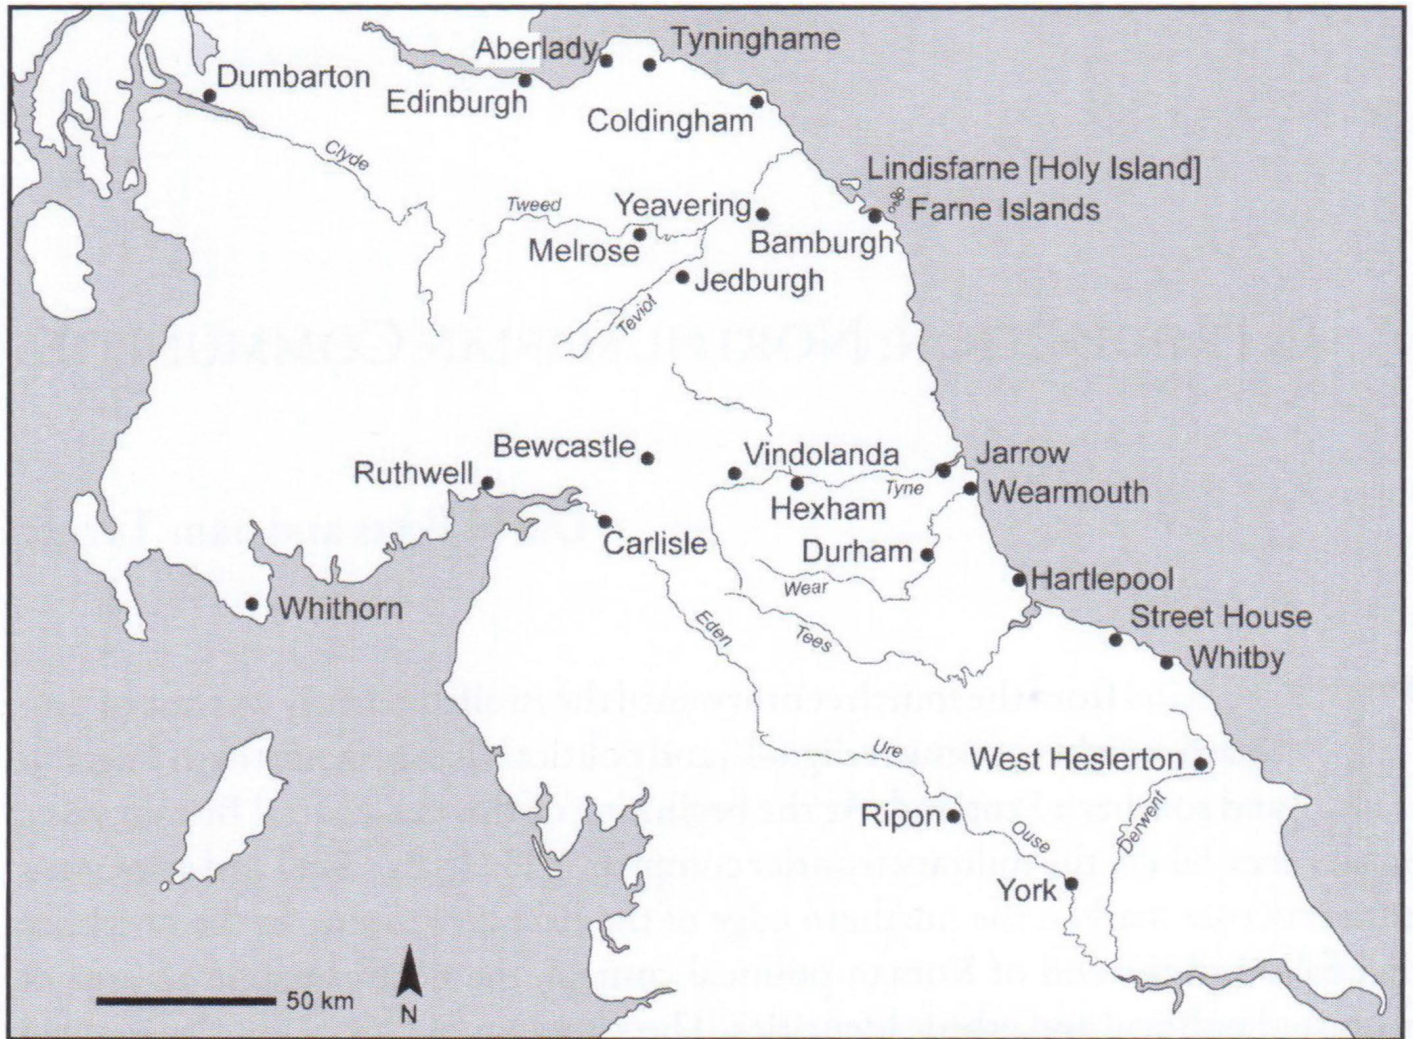 Aberlady
Tyninghame
Dumbarton
Edinburgh
Coldingham
Clyde
Lindisfarne [Holy Island]
Tweed
Yeavering
Farne Islands
Melrose
Bamburgh
Jedburgh
Teviot
Bewcastle
Vindolanda
Jarrow
Ruthwell
Tyne
Wearmouth
Hexham
Carlisle
Durham
Hartlepool
Wear
Whithorn
Street House
Eden
Tees
Whitby
Ure
West Heslerton
Ripon
Ouse
Derwent
York
50 km
N